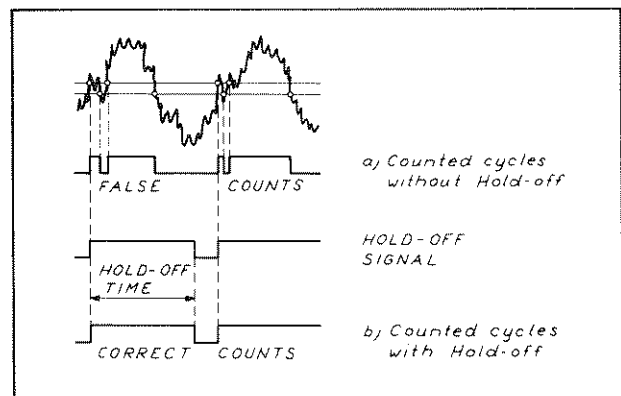 a) Counted cycles
without Hold-off
FALSE COUNTS
HOLD-OFF
SIGNAL
HOLD-OFF
TIME
b) Counted cycles
with Hold-off
CORRECT COUNTS